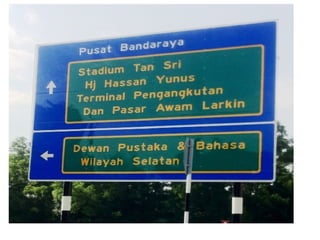 Pusat Bandaraya
Stadium Tan Sri
Hj Hassan Yunus
Terminal Pengangkutan
Dan Pasar Awam Larkin
Dewan Pustaka & Bahasa
Wilayah Selatan